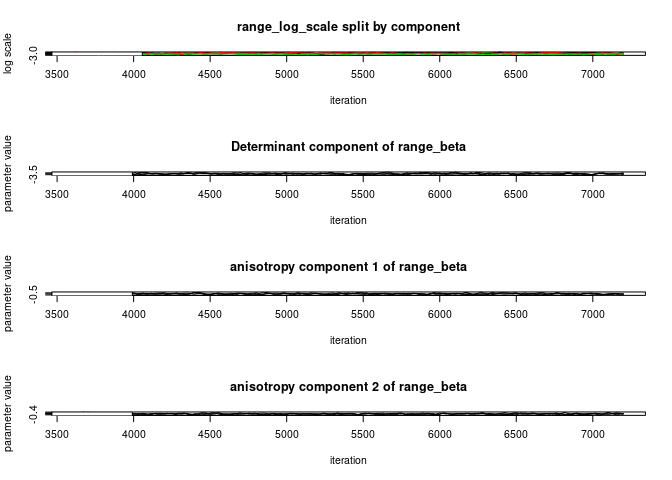 range_log_scale split by component
log scale
-3.0
3500 4000 4500 5000 5500 6000 6500 7000
iteration
Determinant component of range_beta
parameter value
-3.5
3500 4000 4500 5000 5500 6000 6500 7000
iteration
anisotropy component 1 of range_beta
parameter value
-0.5
3500 4000 4500 5000 5500 6000 6500 7000
iteration
anisotropy component 2 of range_beta
parameter value
-0.4
3500 4000 4500 5000 5500 6000 6500 7000
iteration